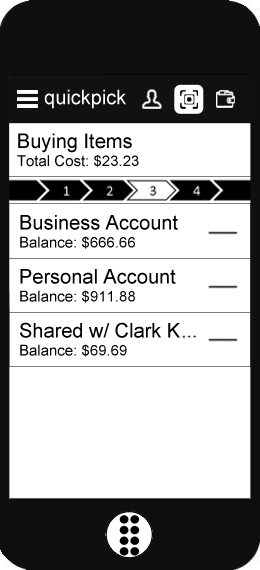 quickpick
Buying Items
Total Cost: $23.23
1 2 3 4
Business Account
Balance: $666.66
Personal Account
Balance: $911.88
Shared w/ Clark K...
Balance: $69.69